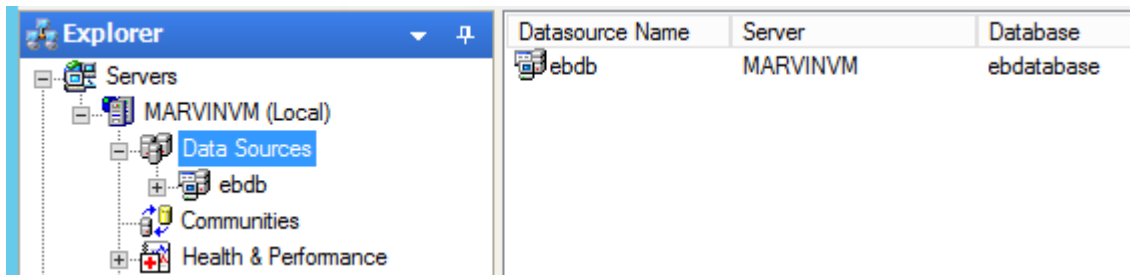 Explorer
Servers
MARVINVM (Local)
Data Sources
ebdb
Communities
Health & Performance
Datasource Name Server Database
ebdb MARVINVM ebdatabase